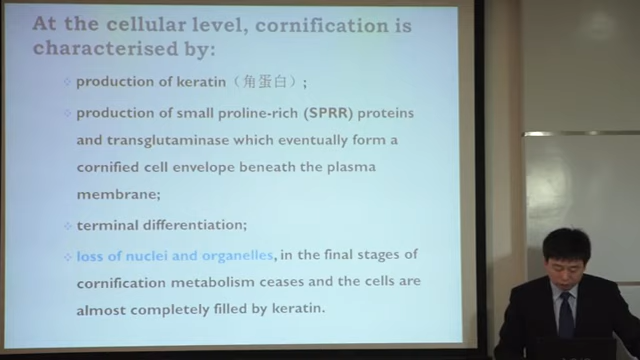 At the cellular level, cornification is
characterised by:
production of keratin（角蛋白）;
production of small proline-rich (SPRR) proteins
and transglutaminase which eventually form a
cornified cell envelope beneath the plasma
membrane;
terminal differentiation;
loss of nuclei and organelles, in the final stages of
cornification metabolism ceases and the cells are
almost completely filled by keratin.